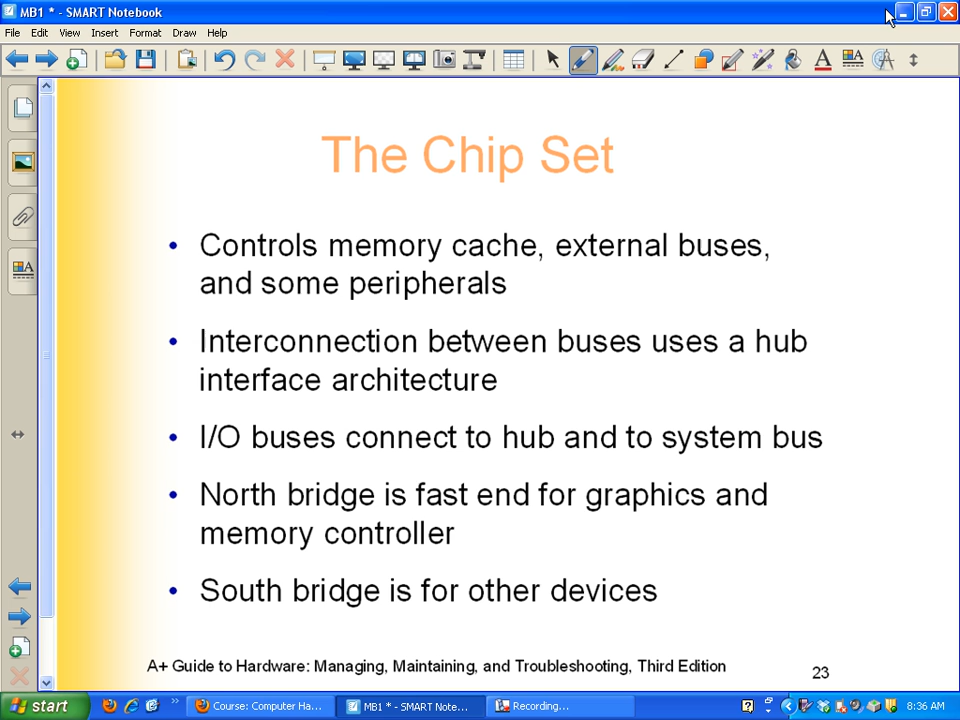 MB1 * - SMART Notebook
File Edit View Insert Format Draw Help
The Chip Set
• Controls memory cache, external buses,
and some peripherals
• Interconnection between buses uses a hub
interface architecture
• I/O buses connect to hub and to system bus
• North bridge is fast end for graphics and
memory controller
• South bridge is for other devices
A+ Guide to Hardware: Managing, Maintaining, and Troubleshooting, Third Edition
23
start
Course: Computer Ha...
MB1 * - SMART Note...
Recording...
8:36 AM